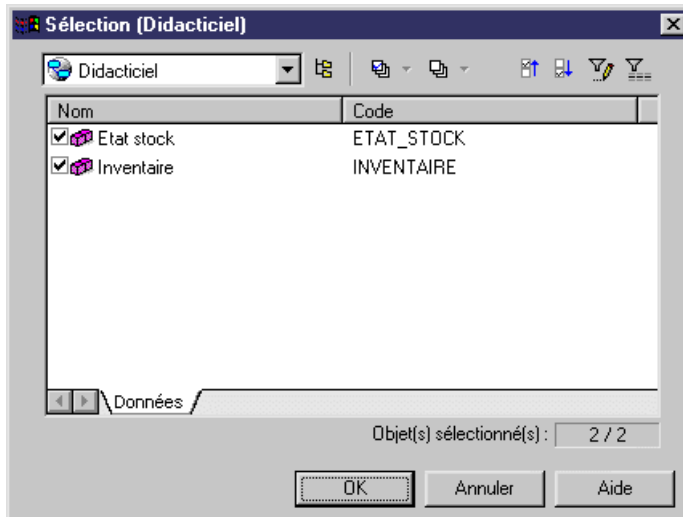 Sélection (Didacticiel)
Didacticiel
Nom Code
Etat stock ETAT_STOCK
Inventaire INVENTAIRE
Données
Objet(s) sélectionné(s) : 2 / 2
OK Annuler Aide